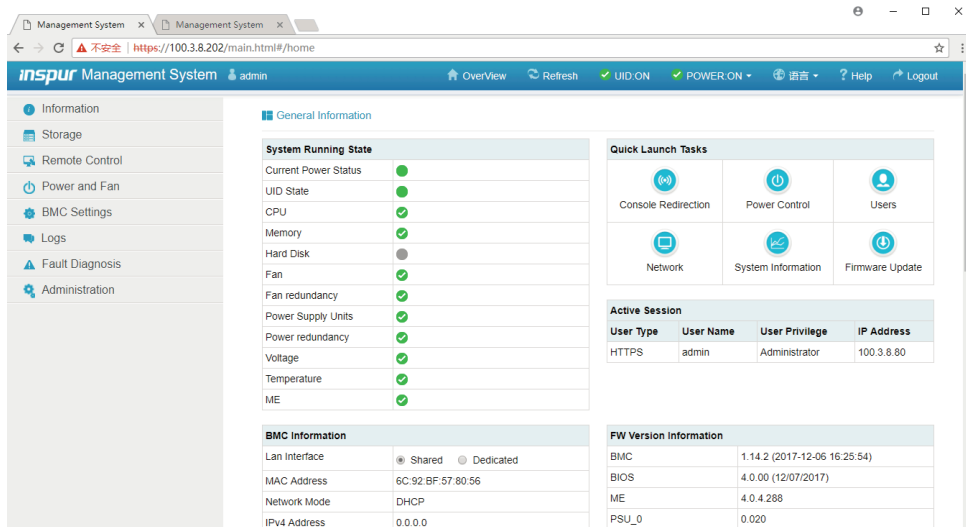 Management System
Management System
不安全 https://100.3.8.202/main.html#/home
inspur Management System admin OverView Refresh UID:ON POWER:ON 语言 Help Logout
Information
Storage
Remote Control
Power and Fan
BMC Settings
Logs
Fault Diagnosis
Administration
General Information
System Running State
Current Power Status
UID State
CPU
Memory
Hard Disk
Fan
Fan redundancy
Power Supply Units
Power redundancy
Voltage
Temperature
ME
Quick Launch Tasks
Console Redirection Power Control Users
Network System Information Firmware Update
Active Session
User Type User Name User Privilege IP Address
HTTPS admin Administrator 100.3.8.80
BMC Information
Lan Interface Shared Dedicated
MAC Address 6C:92:BF:57:80:56
Network Mode DHCP
IPv4 Address 0.0.0.0
FW Version Information
BMC 1.14.2 (2017-12-06 16:25:54)
BIOS 4.0.00 (12/07/2017)
ME 4.0.4.288
PSU_0 0.020